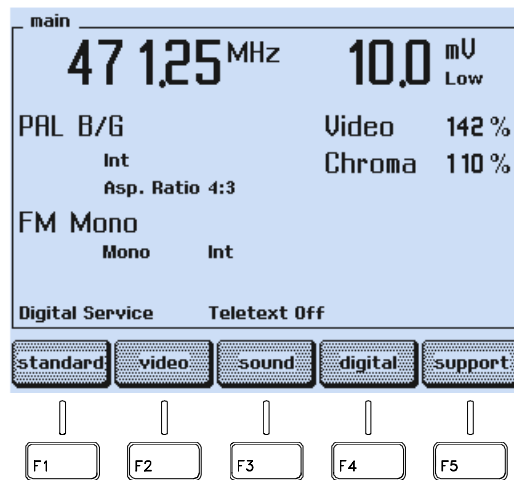 main
471,25 MHz 10,0 mV
Low
PAL B/G Video 142 %
Int Chroma 110 %
Asp. Ratio 4:3
FM Mono
Mono Int
Digital Service Teletext Off
standard video sound digital support
F1 F2 F3 F4 F5